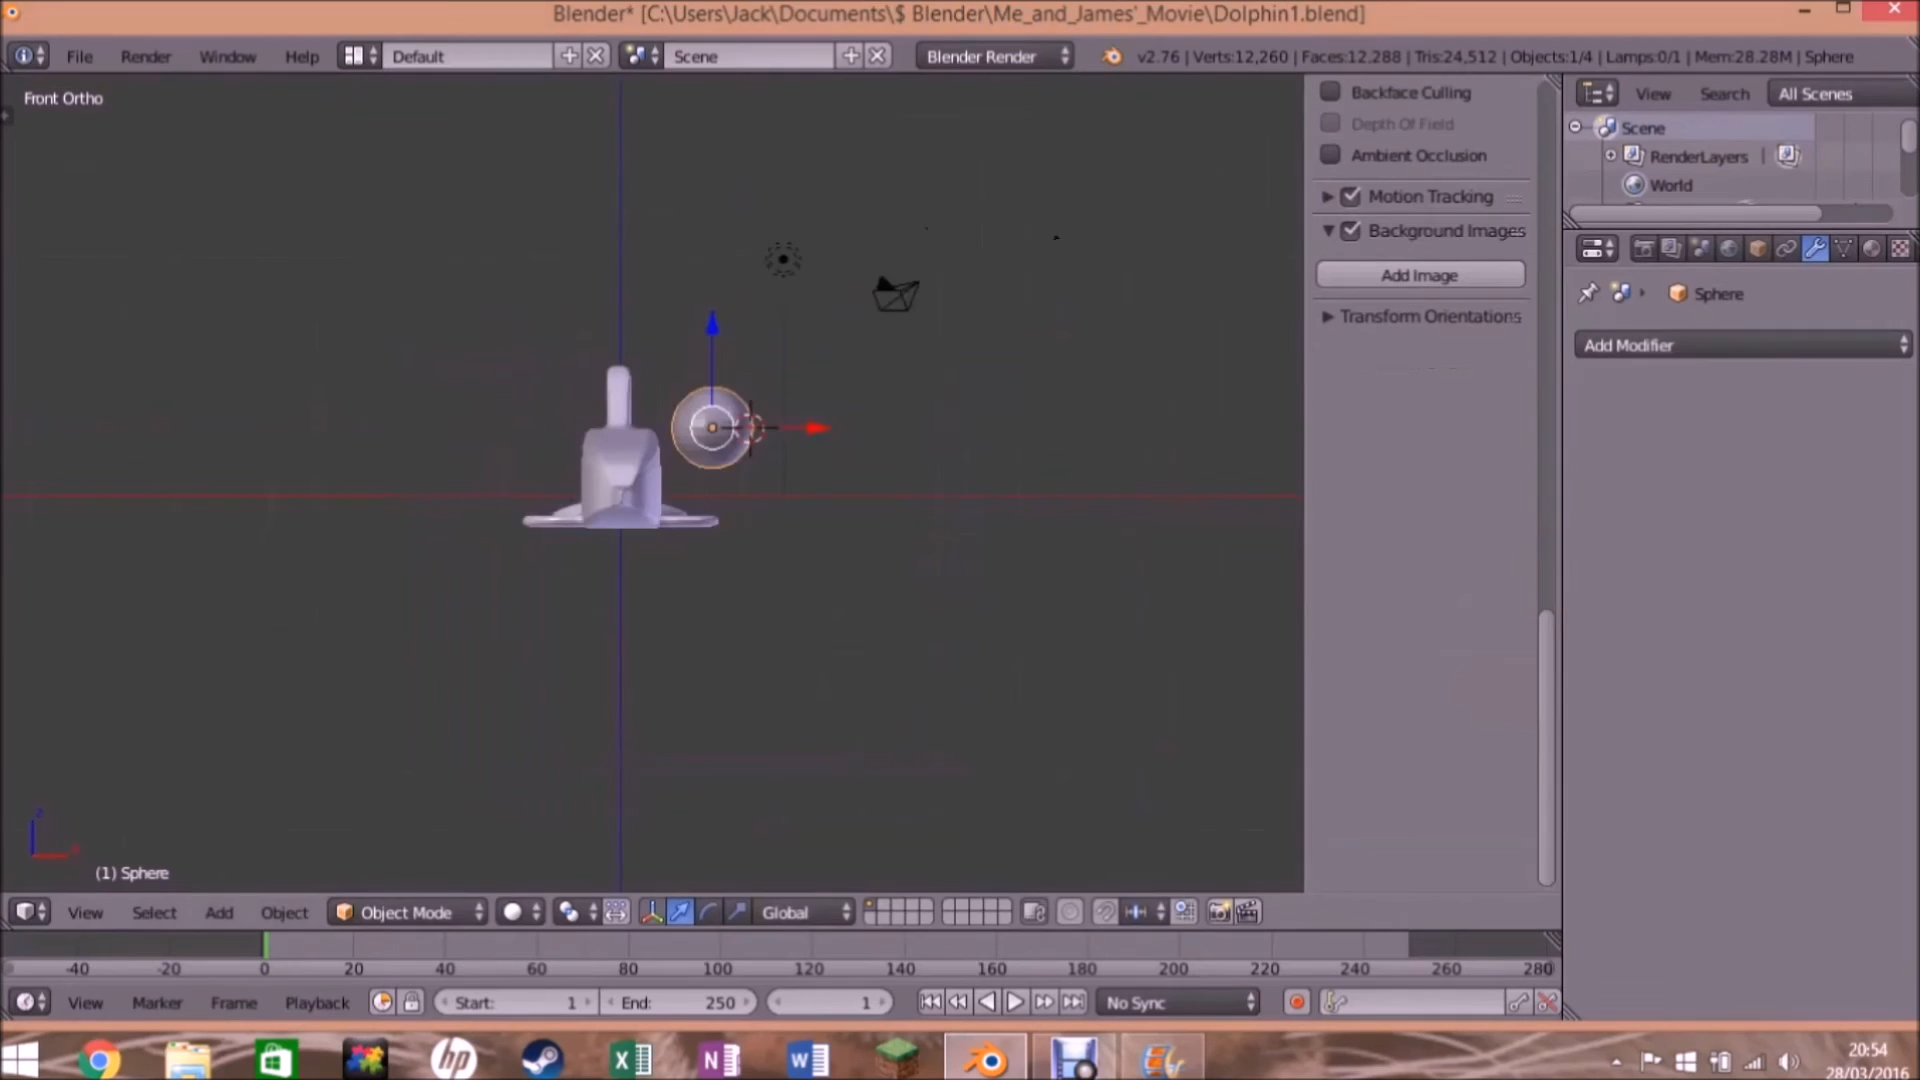 Blender* [C:\Users\Jack\Documents\$ Blender\Me_and_James'_Movie\Dolphin1.blend]
File Render Window Help Default Scene Blender Render v2.76 | Verts:12,260 | Faces:12,288 | Tris:24,512 | Objects:1/4 | Lamps:0/1 | Mem:28.28M | Sphere
Front Ortho
Backface Culling
Depth Of Field
Ambient Occlusion
Motion Tracking
Background Images
Add Image
Transform Orientations
View Search All Scenes
Scene
RenderLayers
World
Sphere
Add Modifier
z
(1) Sphere
View Select Add Object Object Mode Global
-40 -20 0 20 40 60 80 100 120 140 160 180 200 220 240 260 280
View Marker Frame Playback Start: 1 End: 250 1 No Sync
hp
20:54
28/03/2016